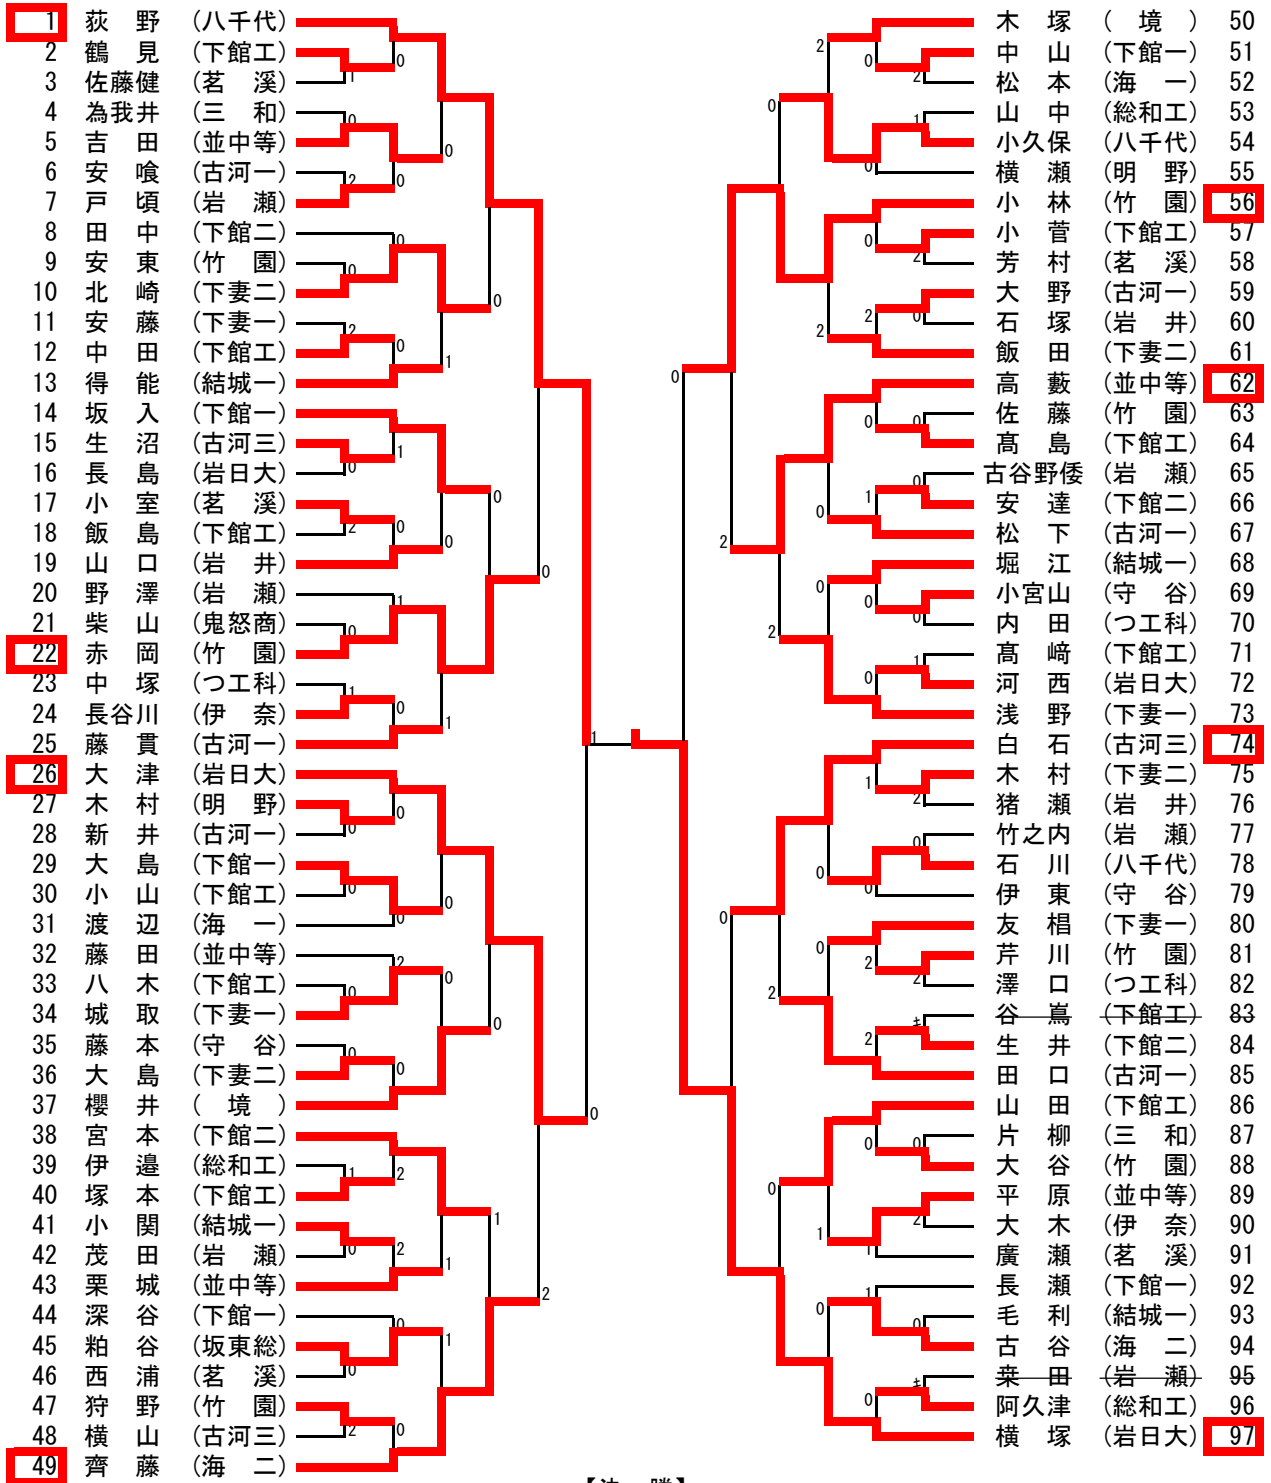 1 荻野 (八千代)
2 鶴見 (下館工)
3 佐藤健 (茗溪)
4 為我井 (三和)
5 吉田 (並中等)
6 安喰 (古河一)
7 戸頃 (岩瀬)
8 田中 (下館二)
9 安東 (竹園)
10 北崎 (下妻二)
11 安藤 (下妻一)
12 中田 (下館工)
13 得能 (結城一)
14 坂入 (下館一)
15 生沼 (古河三)
16 長島 (岩日大)
17 小室 (茗溪)
18 飯島 (下館工)
19 山口 (岩井)
20 野澤 (岩瀬)
21 柴山 (鬼怒商)
22 赤岡 (竹園)
23 中塚 (つ工科)
24 長谷川 (伊奈)
25 藤貫 (古河一)
26 大津 (岩日大)
27 木村 (明野)
28 新井 (古河一)
29 大島 (下館一)
30 小山 (下館工)
31 渡辺 (海一)
32 藤田 (並中等)
33 八木 (下館工)
34 城取 (下妻一)
35 藤本 (守谷)
36 大島 (下妻二)
37 櫻井 (境)
38 宮本 (下館二)
39 伊邉 (総和工)
40 塚本 (下館工)
41 小関 (結城一)
42 茂田 (岩瀬)
43 栗城 (並中等)
44 深谷 (下館一)
45 粕谷 (坂東総)
46 西浦 (茗溪)
47 狩野 (竹園)
48 横山 (古河三)
49 齊藤 (海二)
木塚 (境) 50
中山 (下館一) 51
松本 (海一) 52
山中 (総和工) 53
小久保 (八千代) 54
横瀬 (明野) 55
小林 (竹園) 56
小菅 (下館工) 57
芳村 (茗溪) 58
大野 (古河一) 59
石塚 (岩井) 60
飯田 (下妻二) 61
高藪 (並中等) 62
佐藤 (竹園) 63
髙島 (下館工) 64
古谷野倭 (岩瀬) 65
安達 (下館二) 66
松下 (古河一) 67
堀江 (結城一) 68
小宮山 (守谷) 69
内田 (つ工科) 70
髙﨑 (下館工) 71
河西 (岩日大) 72
浅野 (下妻一) 73
白石 (古河三) 74
木村 (下妻二) 75
猪瀬 (岩井) 76
竹之内 (岩瀬) 77
石川 (八千代) 78
伊東 (守谷) 79
友椙 (下妻一) 80
芹川 (竹園) 81
澤口 (つ工科) 82
谷嶌 (下館工) 83
生井 (下館二) 84
田口 (古河一) 85
山田 (下館工) 86
片柳 (三和) 87
大谷 (竹園) 88
平原 (並中等) 89
大木 (伊奈) 90
廣瀬 (茗溪) 91
長瀬 (下館一) 92
毛利 (結城一) 93
古谷 (海二) 94
桒田 (岩瀬) 95
阿久津 (総和工) 96
横塚 (岩日大) 97